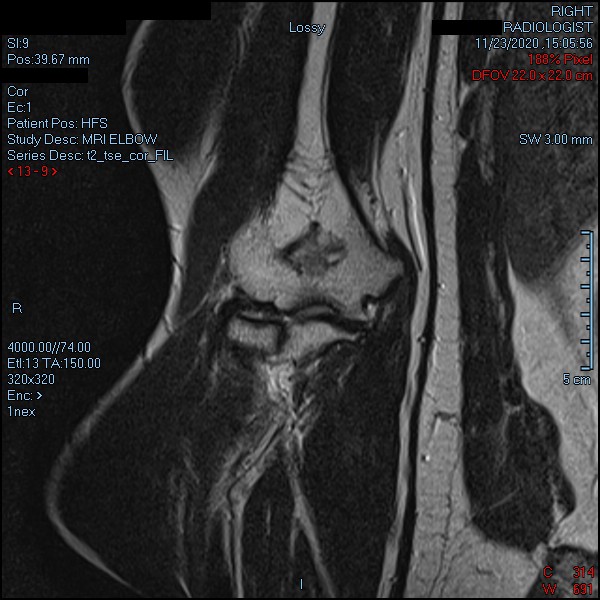 Lossy
RIGHT
RADIOLOGIST
11/23/2020 ,15:05:56
188% Pixel
DFOV 22.0 x 22.0 cm
SI:9
Pos:39.67 mm
Cor
Ec:1
Patient Pos: HFS
Study Desc: MRI ELBOW
Series Desc: t2_tse_cor_FIL
< 13 - 9 >
SW 3.00 mm
R
4000.00//74.00
Etl:13 TA:150.00
320x320
Enc: >
1nex
5 cm
I
C 314
W 691